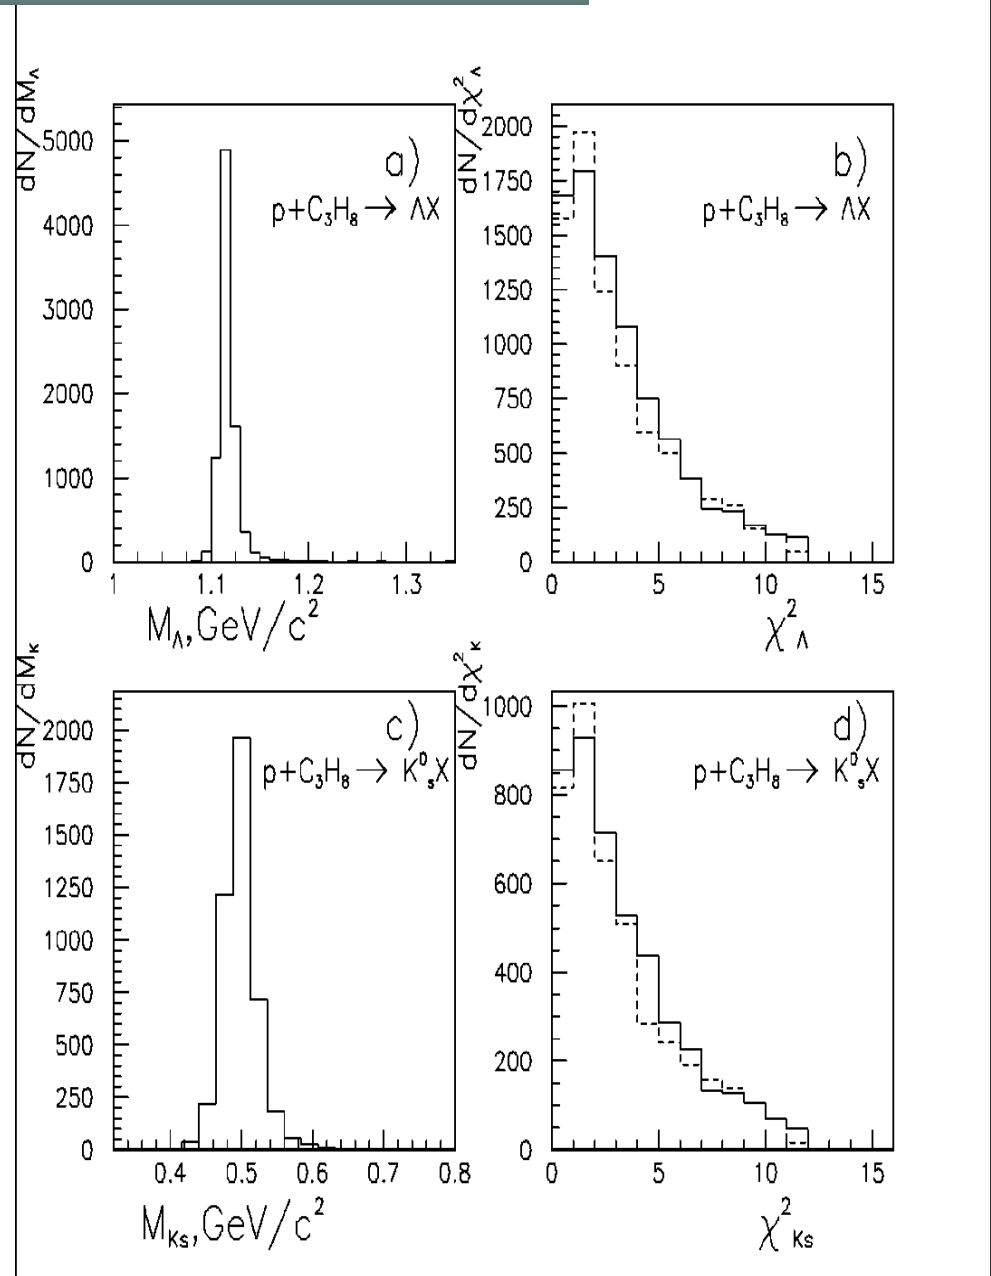 dN/dM_Λ
5000
4000
3000
2000
1000
0
a)
p+C₃H₈→ ΛX
1 1.1 1.2 1.3
M_Λ,GeV/c²
dN/dχ²_Λ
2000
1750
1500
1250
1000
750
500
250
0
b)
p+C₃H₈→ ΛX
0 5 10 15
χ²_Λ
dN/dM_K
2000
1750
1500
1250
1000
750
500
250
0
c)
p+C₃H₈→ K⁰ₛX
0.4 0.5 0.6 0.7 0.8
M_Ks,GeV/c²
dN/dχ²_K
1000
800
600
400
200
0
d)
p+C₃H₈→ K⁰ₛX
0 5 10 15
χ²_Ks